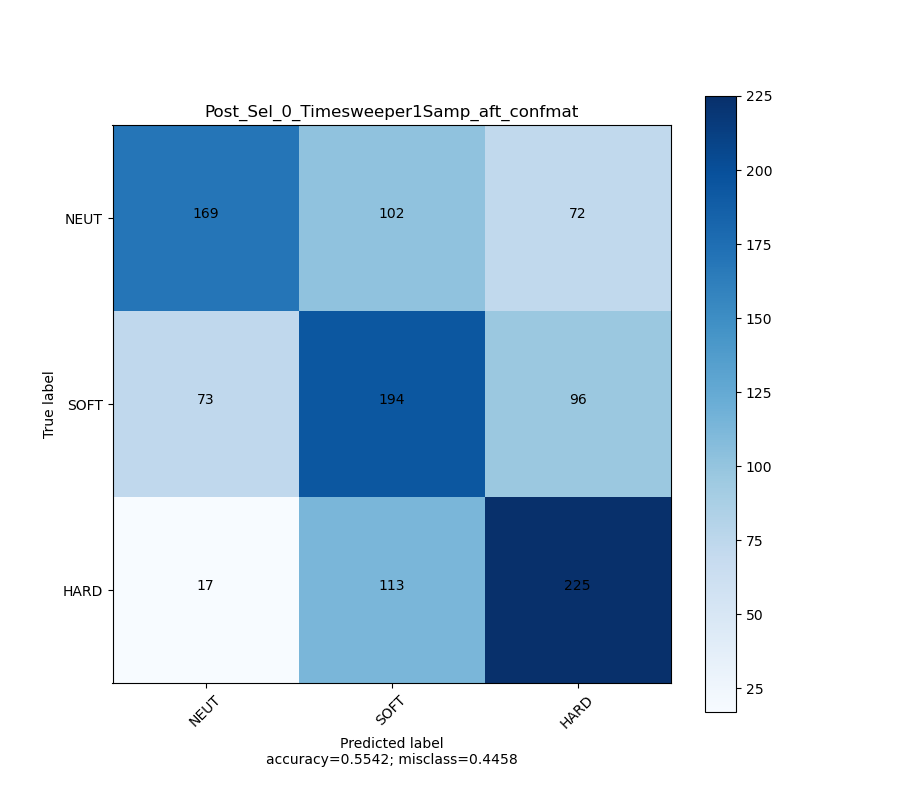 Post_Sel_0_Timesweeper1Samp_aft_confmat
225
200
175
150
125
100
75
50
25
True label
NEUT
169
102
72
SOFT
73
194
96
HARD
17
113
225
NEUT
SOFT
HARD
Predicted label
accuracy=0.5542; misclass=0.4458